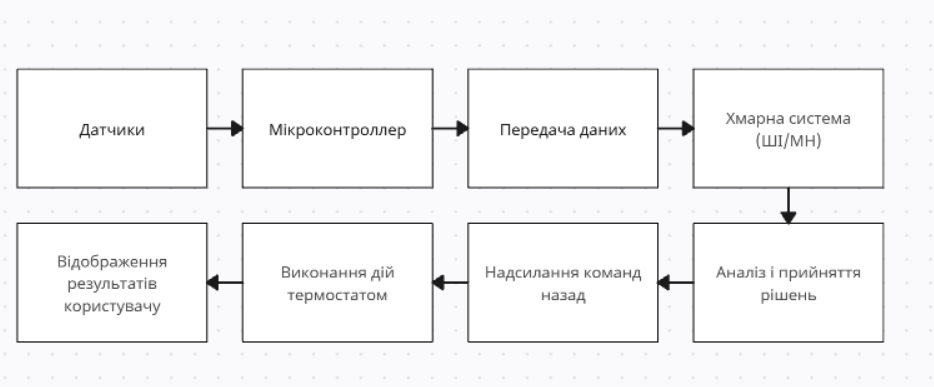 Датчики
Мікроконтроллер
Передача даних
Хмарна система
(ШІ/МН)
Відображення
результатів
користувачу
Виконання дій
термостатом
Надсилання команд
назад
Аналіз і прийняття
рішень